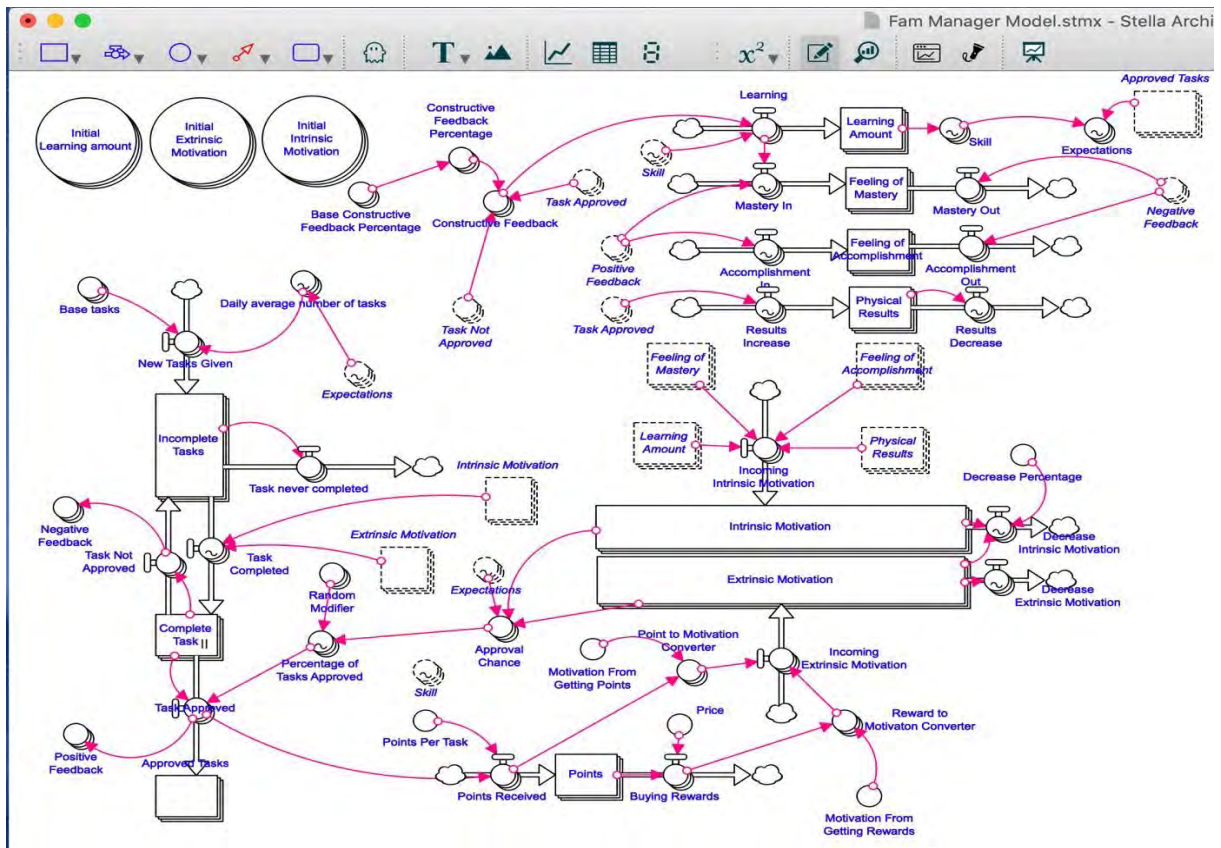 Fam Manager Model.stmx - Stella Archi
T
x²
Initial
Learning amount
Initial
Extrinsic
Motivation
Initial
Intrinsic
Motivation
Constructive
Feedback
Percentage
Base Constructive
Feedback Percentage
Constructive Feedback
Task Approved
Task Not
Approved
Learning
Learning
Amount
Skill
Skill
Expectations
Approved Tasks
Mastery In
Feeling of
Mastery
Mastery Out
Negative
Feedback
Positive
Feedback
Accomplishment
In
Feeling of
Accomplishment
Accomplishment
Out
Task Approved
Results
Increase
Physical
Results
Results
Decrease
Base tasks
Daily average number of tasks
New Tasks Given
Expectations
Incomplete
Tasks
Task never completed
Intrinsic Motivation
Extrinsic Motivation
Negative
Feedback
Task Not
Approved
Task
Completed
Complete
Task
Random
Modifier
Percentage of
Tasks Approved
Expectations
Approval
Chance
Skill
Task Approved
Positive
Feedback
Approved Tasks
Feeling of
Mastery
Feeling of
Accomplishment
Learning
Amount
Physical
Results
Incoming
Intrinsic Motivation
Decrease Percentage
Intrinsic Motivation
Decrease
Intrinsic Motivation
Extrinsic Motivation
Decrease
Extrinsic Motivation
Point to Motivation
Converter
Motivation From
Getting Points
Incoming
Extrinsic Motivation
Price
Reward to
Motivaton Converter
Points Per Task
Points Received
Points
Buying Rewards
Motivation From
Getting Rewards